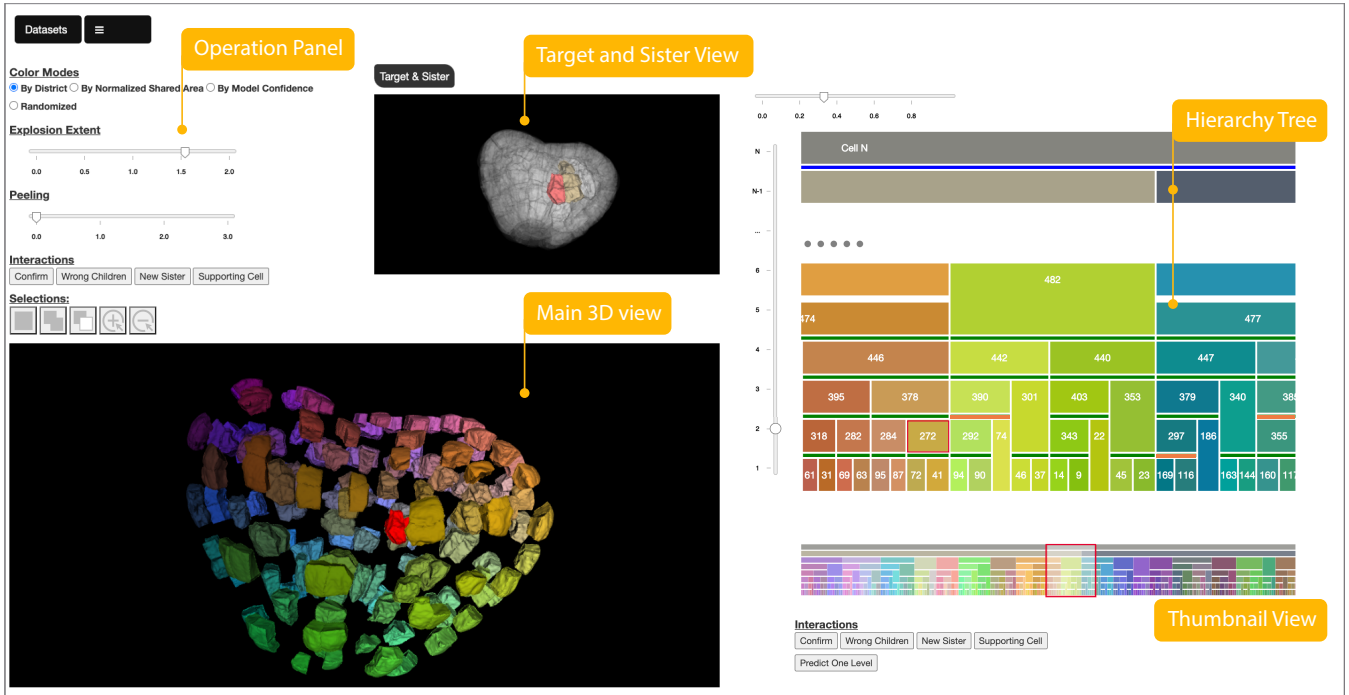 Datasets
≡
Operation Panel
Color Modes
By District By Normalized Shared Area By Model Confidence
Randomized
Explosion Extent
0.0 0.5 1.0 1.5 2.0
Peeling
0.0 1.0 2.0 3.0
Interactions
Confirm Wrong Children New Sister Supporting Cell
Selections:
Target and Sister View
Target & Sister
Main 3D view
0.0 0.2 0.4 0.6 0.8
Hierarchy Tree
N Cell N
N-1
...
6 482
5 474 477
4 446 442 440 447
3 395 378 390 301 403 353 379 340 385
2 318 282 284 272 292 74 343 22 297 186 355
1 61 31 69 63 95 87 72 41 94 90 46 37 14 9 45 23 169 116 163 144 160 117
Thumbnail View
Interactions
Confirm Wrong Children New Sister Supporting Cell
Predict One Level